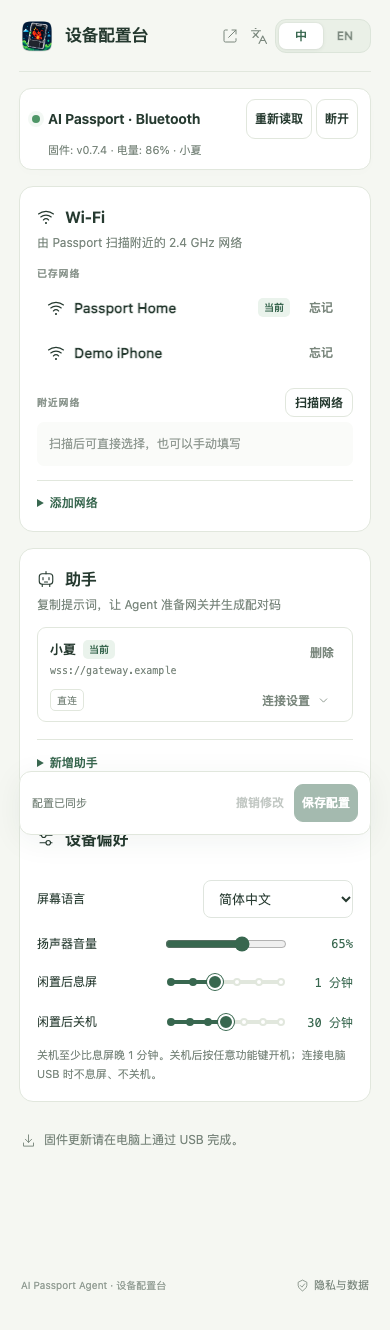 设备配置台
中
EN
AI Passport · Bluetooth
重新读取
断开
固件: v0.7.4 · 电量: 86% · 小夏
Wi-Fi
由 Passport 扫描附近的 2.4 GHz 网络
已存网络
Passport Home
当前
忘记
Demo iPhone
忘记
附近网络
扫描网络
扫描后可直接选择，也可以手动填写
添加网络
助手
复制提示词，让 Agent 准备网关并生成配对码
小夏
当前
删除
wss://gateway.example
直连
连接设置
新增助手
配置已同步
撤销修改
保存配置
设备偏好
屏幕语言
简体中文
扬声器音量
65%
闲置后息屏
1 分钟
闲置后关机
30 分钟
关机至少比息屏晚 1 分钟。关机后按任意功能键开机；连接电脑
USB 时不息屏、不关机。
固件更新请在电脑上通过 USB 完成。
AI Passport Agent · 设备配置台
隐私与数据